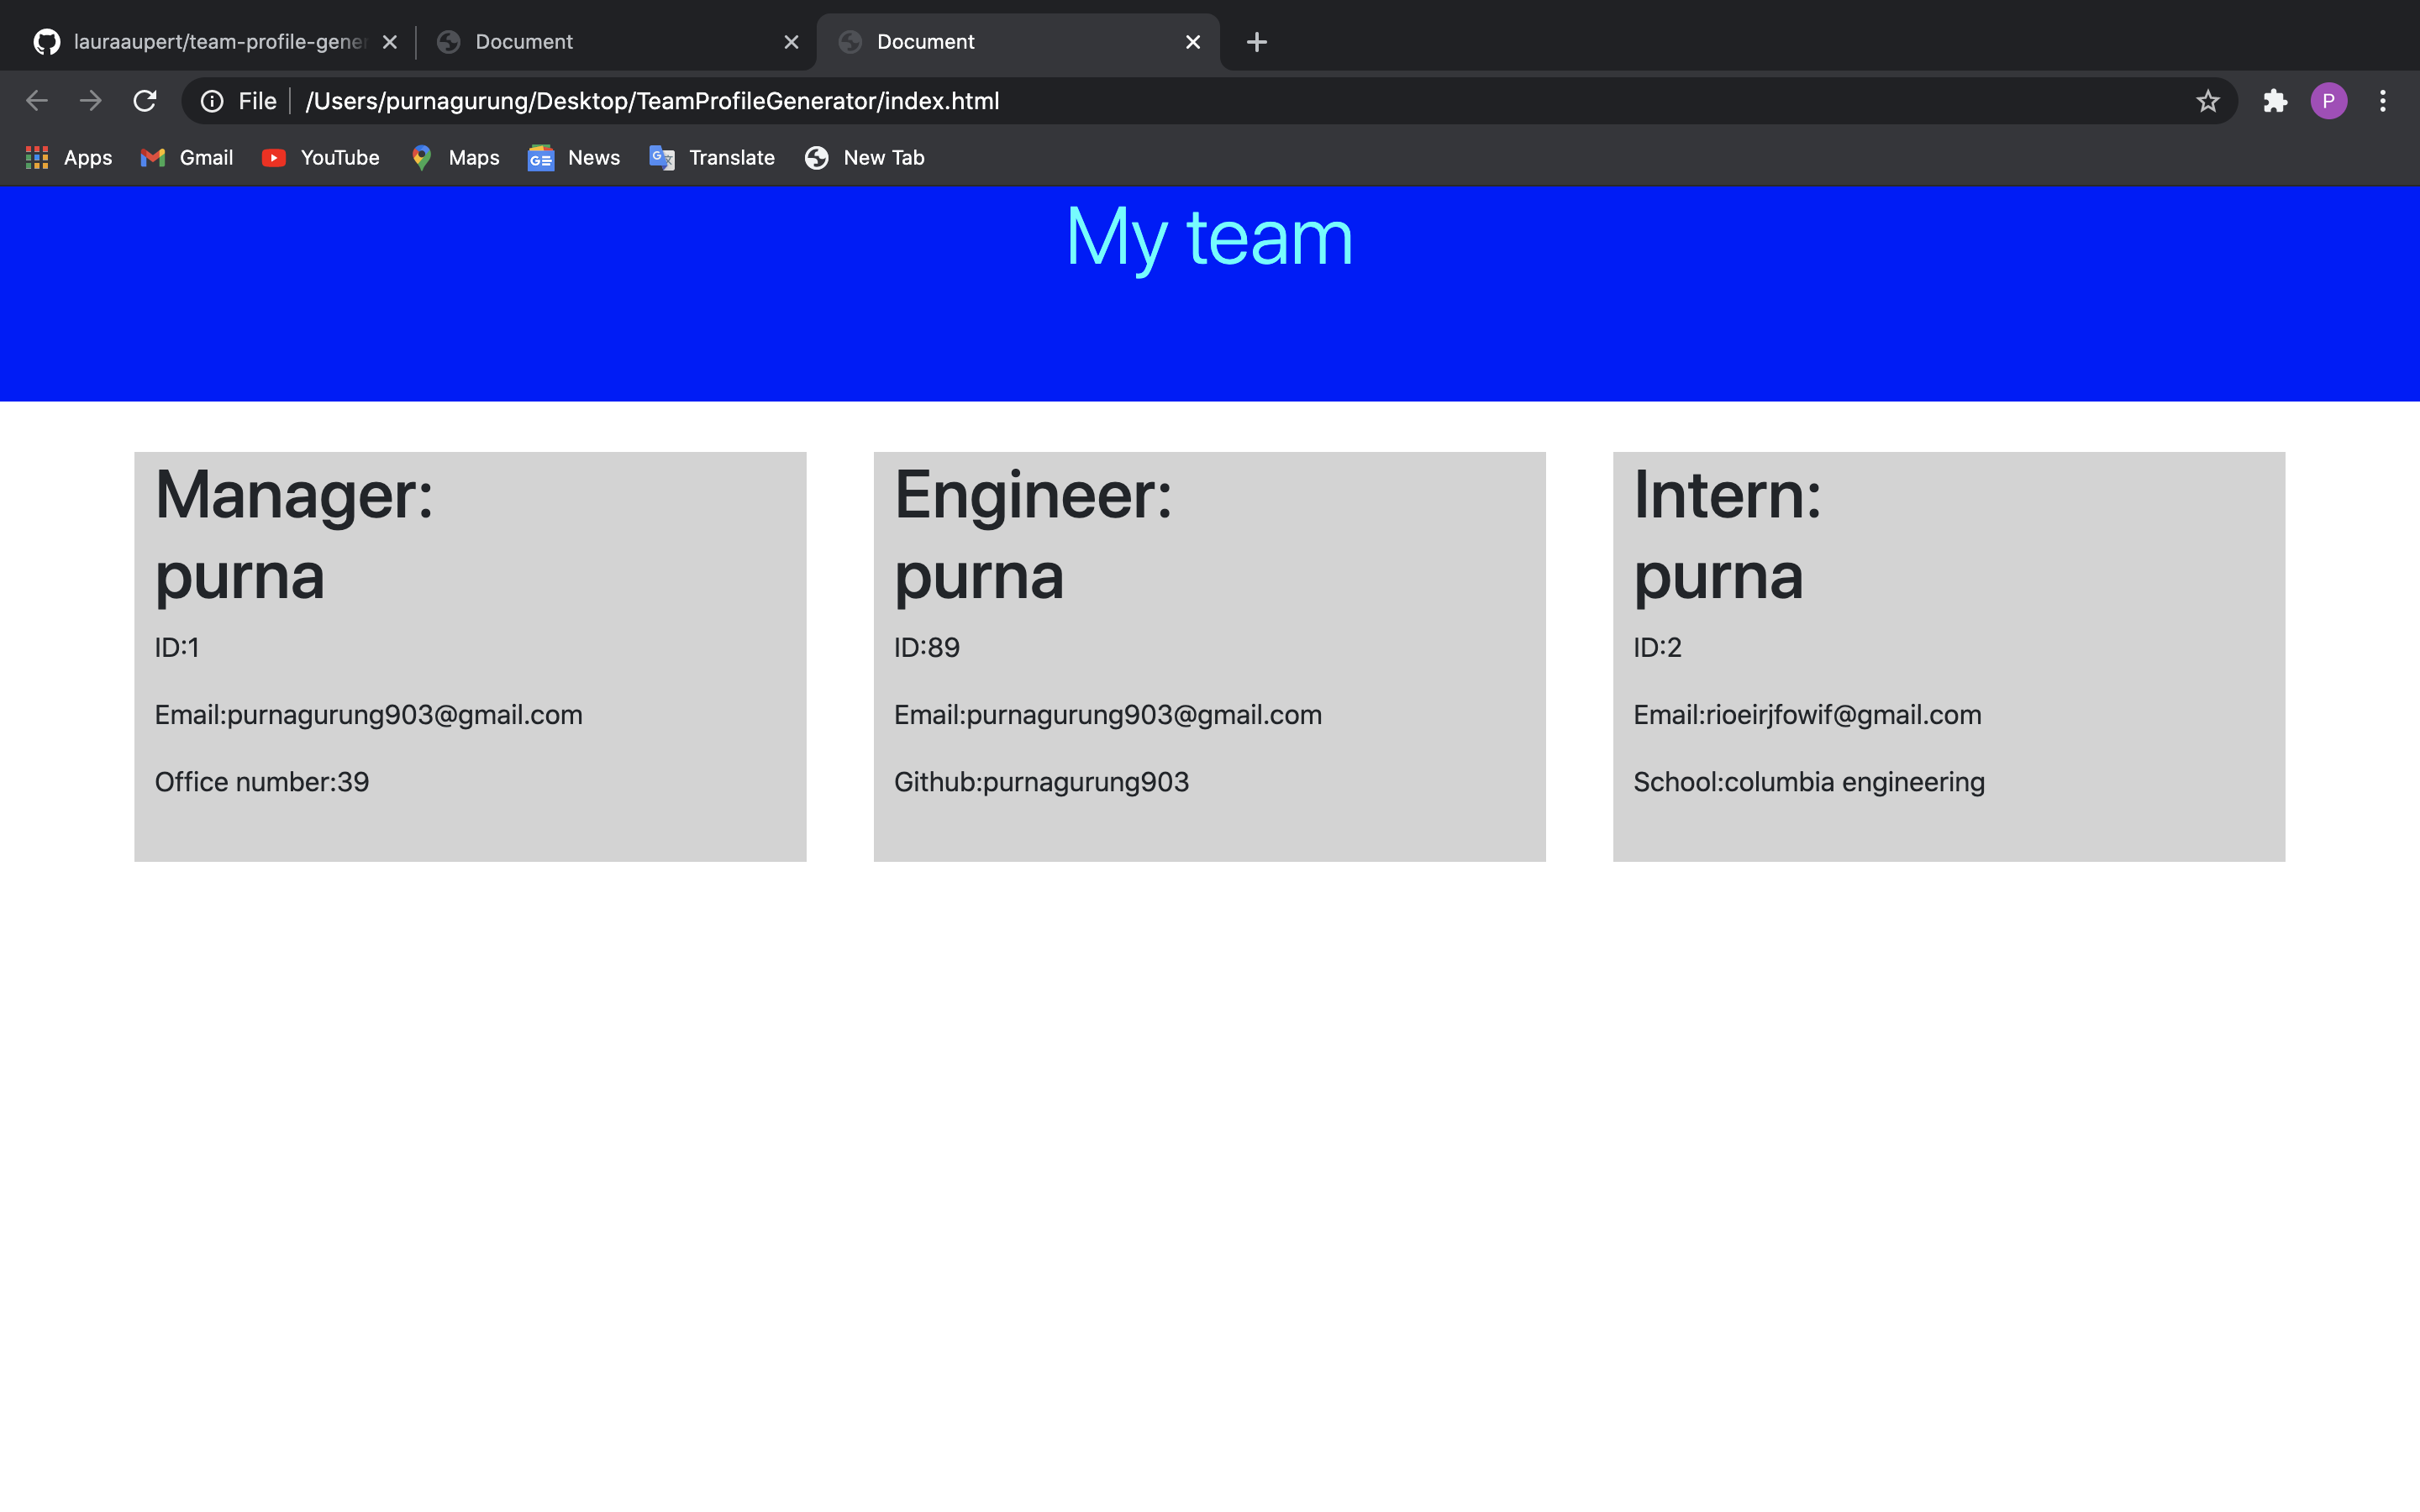 lauraaupert/team-profile-gener
Document
Document
File /Users/purnagurung/Desktop/TeamProfileGenerator/index.html
P
Apps Gmail YouTube Maps News Translate New Tab
My team
Manager:
purna
ID:1
Email:purnagurung903@gmail.com
Office number:39
Engineer:
purna
ID:89
Email:purnagurung903@gmail.com
Github:purnagurung903
Intern:
purna
ID:2
Email:rioeirjfowif@gmail.com
School:columbia engineering